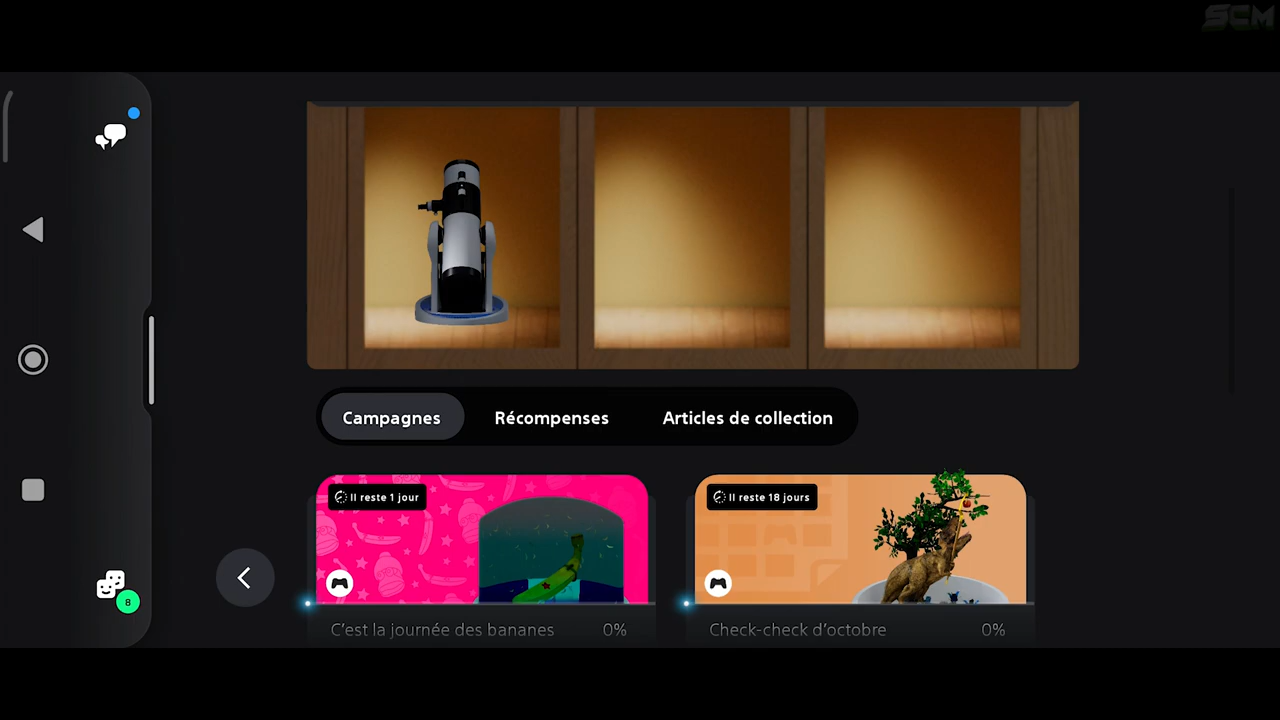 SCM
Campagnes Récompenses Articles de collection
Il reste 1 jour
Il reste 18 jours
C'est la journée des bananes 0%
Check-check d'octobre 0%
8